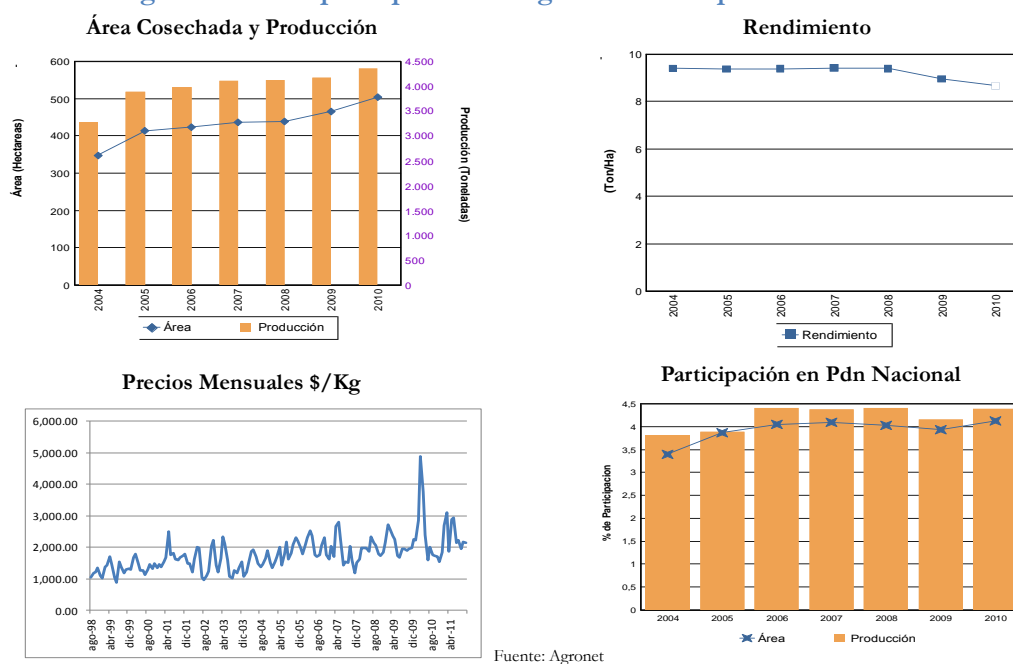 Área Cosechada y Producción
600
500
400
300
200
100
0
Área (Hectareas)
4.500
4.000
3.500
3.000
2.500
2.000
1.500
1.000
500
0
Producción (Toneladas)
2004
2005
2006
2007
2008
2009
2010
Área
Producción
Rendimiento
10
8
6
4
2
0
(Ton/Ha)
2004
2005
2006
2007
2008
2009
2010
Rendimiento
Precios Mensuales $/Kg
6,000.00
5,000.00
4,000.00
3,000.00
2,000.00
1,000.00
0.00
ago-98
abr-99
dic-99
ago-00
abr-01
dic-01
ago-02
abr-03
dic-03
ago-04
abr-05
dic-05
ago-06
abr-07
dic-07
ago-08
abr-09
dic-09
ago-10
abr-11
Participación en Pdn Nacional
4,5
4
3,5
3
2,5
2
1,5
1
0,5
0
% de Participacion
2004
2005
2006
2007
2008
2009
2010
Área
Producción
Fuente: Agronet